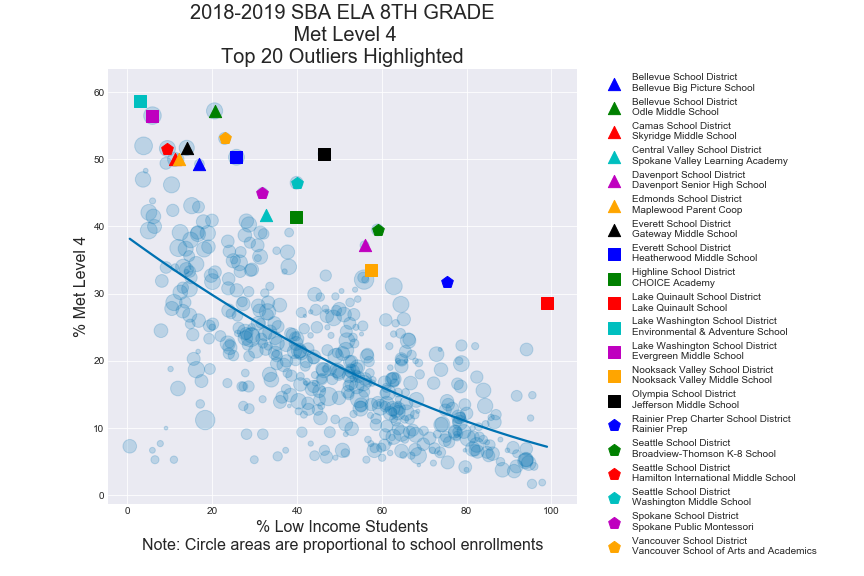 2018-2019 SBA ELA 8TH GRADE
Met Level 4
Top 20 Outliers Highlighted
% Met Level 4
60
50
40
30
20
10
0
0 20 40 60 80 100
% Low Income Students
Note: Circle areas are proportional to school enrollments
Bellevue School District
Bellevue Big Picture School
Bellevue School District
Odle Middle School
Camas School District
Skyridge Middle School
Central Valley School District
Spokane Valley Learning Academy
Davenport School District
Davenport Senior High School
Edmonds School District
Maplewood Parent Coop
Everett School District
Gateway Middle School
Everett School District
Heatherwood Middle School
Highline School District
CHOICE Academy
Lake Quinault School District
Lake Quinault School
Lake Washington School District
Environmental & Adventure School
Lake Washington School District
Evergreen Middle School
Nooksack Valley School District
Nooksack Valley Middle School
Olympia School District
Jefferson Middle School
Rainier Prep Charter School District
Rainier Prep
Seattle School District
Broadview-Thomson K-8 School
Seattle School District
Hamilton International Middle School
Seattle School District
Washington Middle School
Spokane School District
Spokane Public Montessori
Vancouver School District
Vancouver School of Arts and Academics